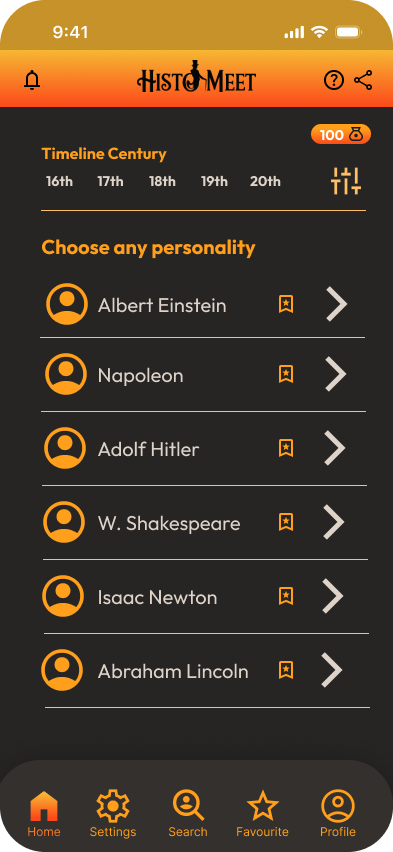 9:41
HISTOMEET
100
Timeline Century
16th 17th 18th 19th 20th
Choose any personality
Albert Einstein
Napoleon
Adolf Hitler
W. Shakespeare
Isaac Newton
Abraham Lincoln
Home Settings Search Favourite Profile